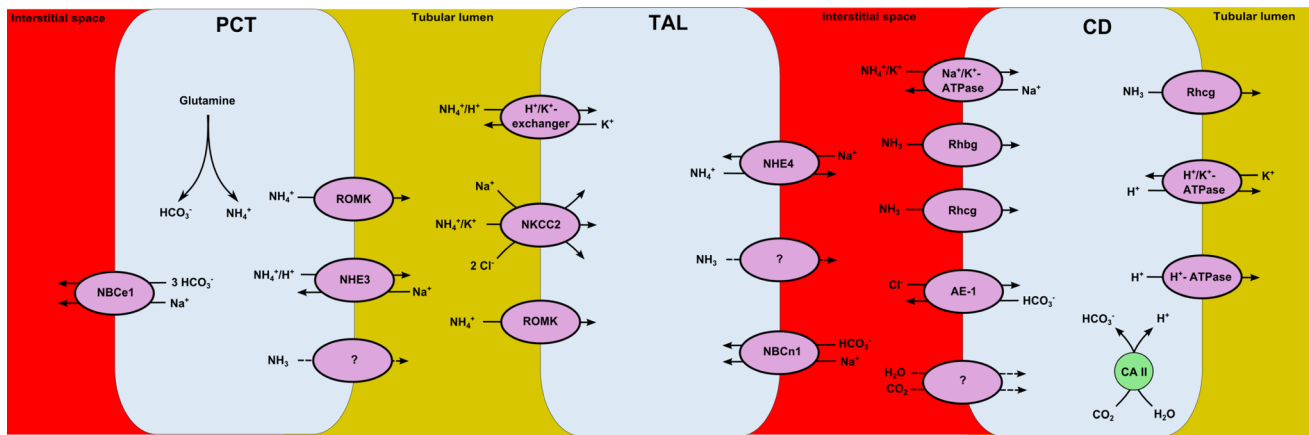 Interstitial space
PCT
Tubular lumen
TAL
Interstitial space
CD
Tubular lumen
Glutamine
HCO₃⁻
NH₄⁺
NBCe1
3 HCO₃⁻
Na⁺
NH₄⁺
ROMK
NH₄⁺/H⁺
NHE3
Na⁺
NH₃
?
NH₄⁺/H⁺
H⁺/K⁺-
exchanger
K⁺
Na⁺
NH₄⁺/K⁺
2 Cl⁻
NKCC2
NH₄⁺
ROMK
NHE4
Na⁺
NH₄⁺
NH₃
?
NBCn1
HCO₃⁻
Na⁺
NH₄⁺/K⁺
Na⁺/K⁺-
ATPase
Na⁺
NH₃
Rhbg
NH₃
Rhcg
Cl⁻
AE-1
HCO₃⁻
H₂O
CO₂
?
NH₃
Rhcg
H⁺/K⁺-
ATPase
K⁺
H⁺
H⁺
H⁺- ATPase
HCO₃⁻
H⁺
CA II
CO₂
H₂O